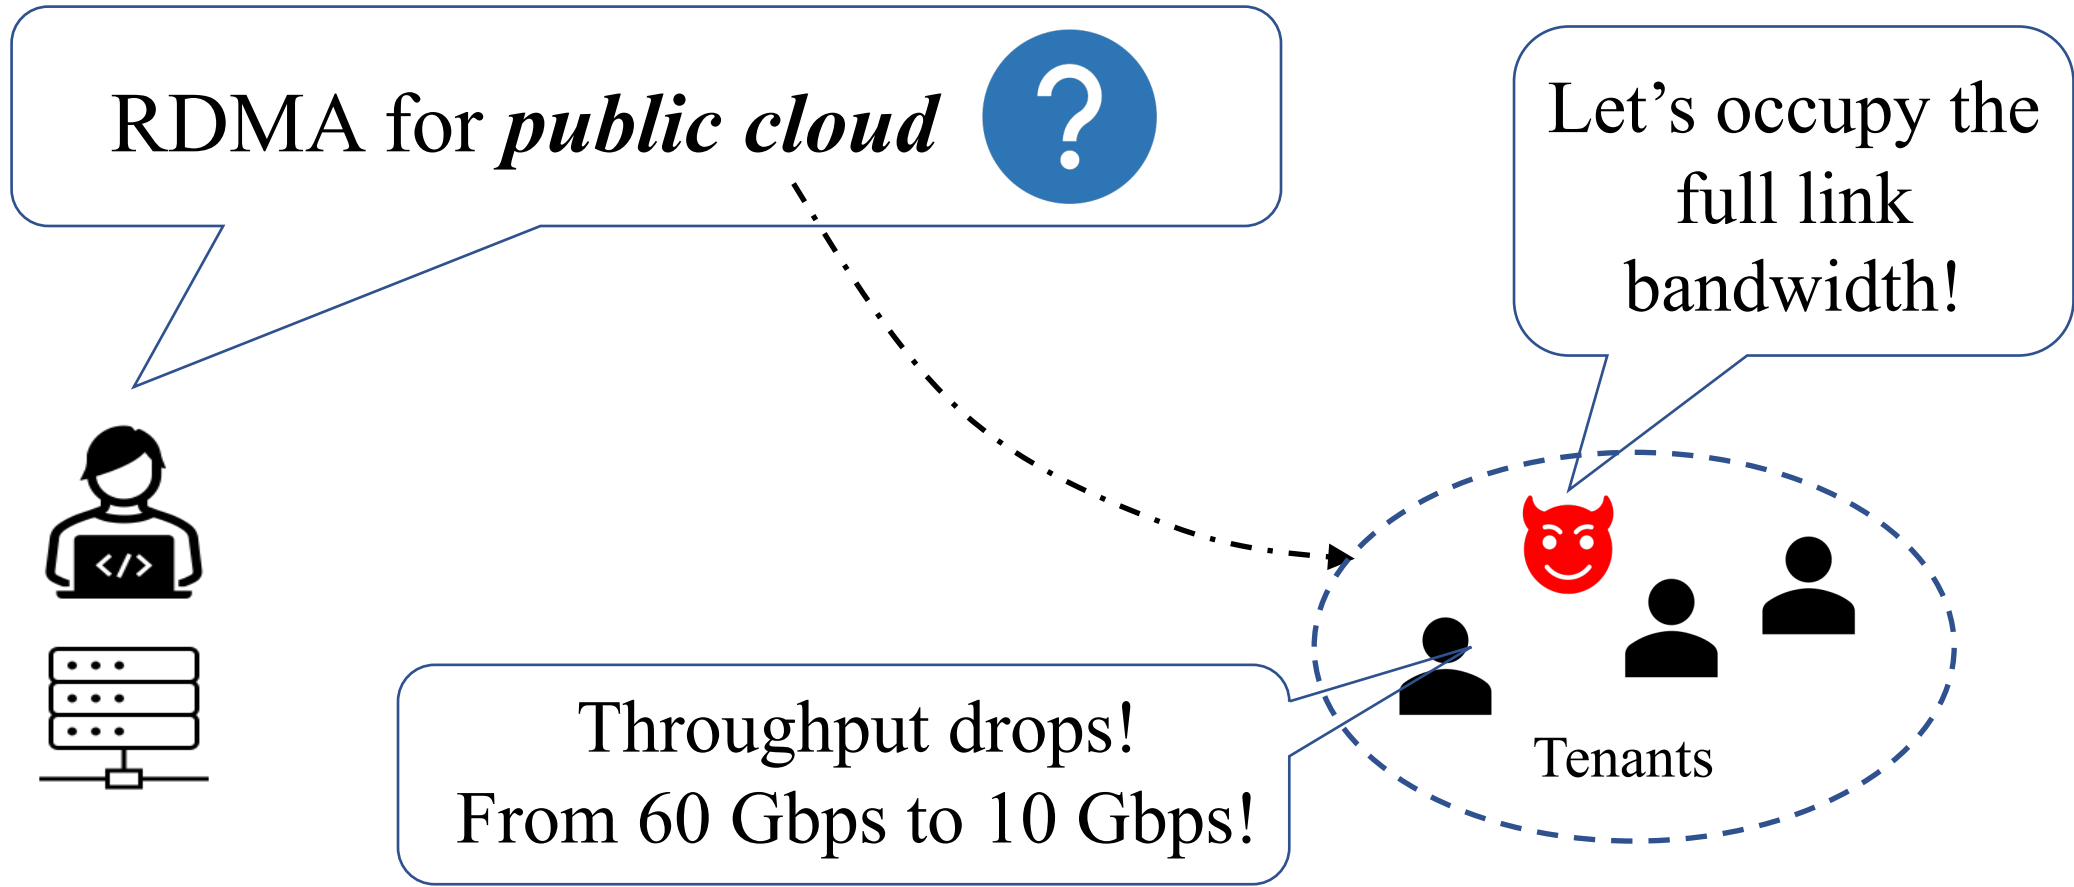 RDMA for public cloud ?
Let's occupy the
full link
bandwidth!
</>
Throughput drops!
From 60 Gbps to 10 Gbps!
Tenants